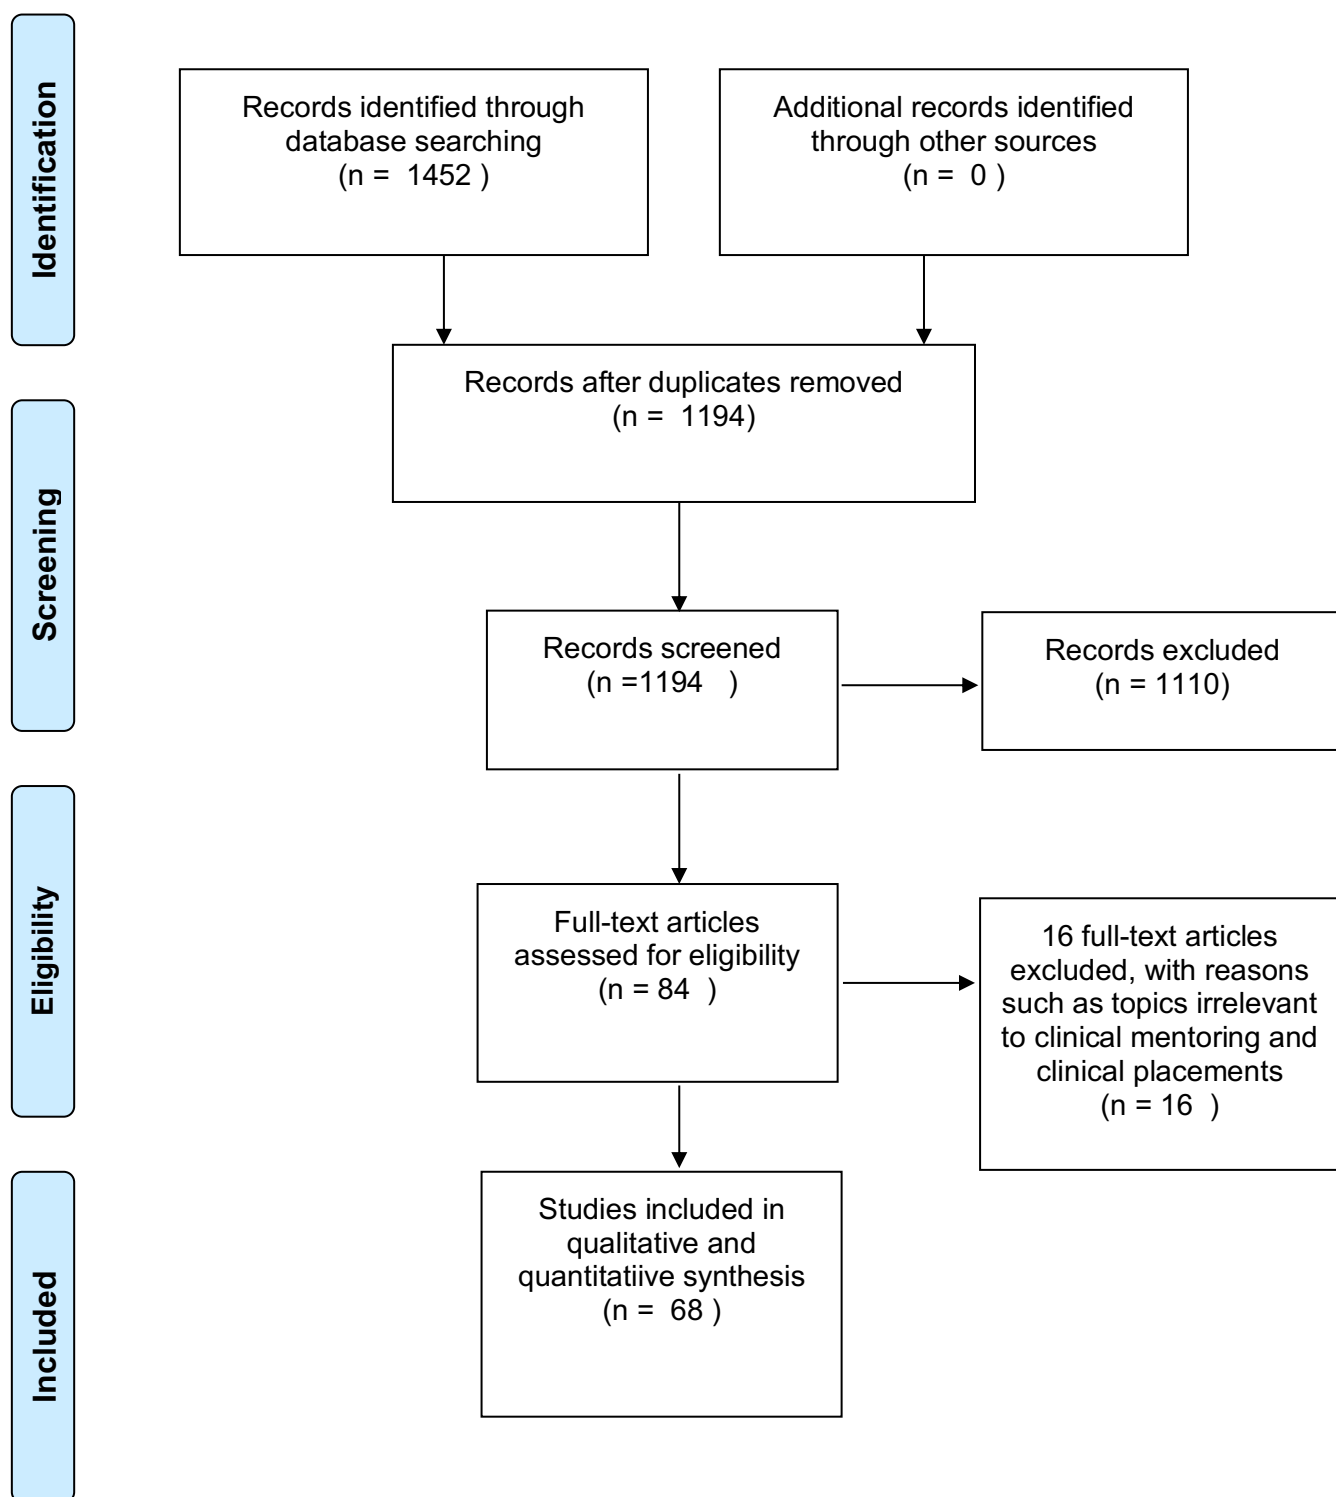 Identification
Records identified through
database searching
(n =  1452 )
Additional records identified
through other sources
(n =  0 )
Records after duplicates removed
(n =  1194)
Screening
Records screened
(n =1194   )
Records excluded
(n = 1110)
Eligibility
Full-text articles
assessed for eligibility
(n = 84  )
16 full-text articles
excluded, with reasons
such as topics irrelevant
to clinical mentoring and
clinical placements
(n = 16  )
Included
Studies included in
qualitative and
quantitatiive synthesis
(n =  68 )